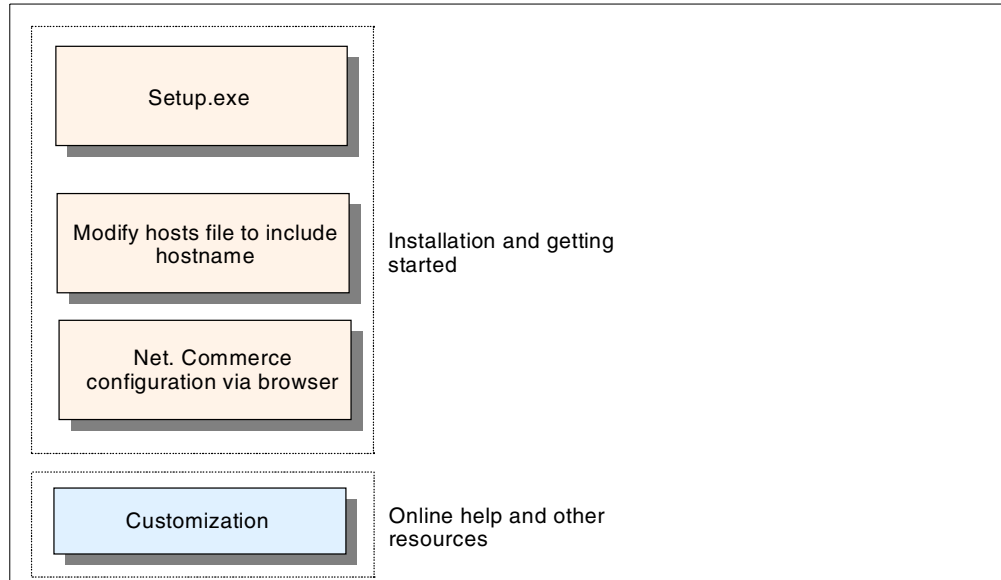 Setup.exe
Modify hosts file to include
hostname
Installation and getting
started
Net. Commerce
configuration via browser
Customization
Online help and other
resources